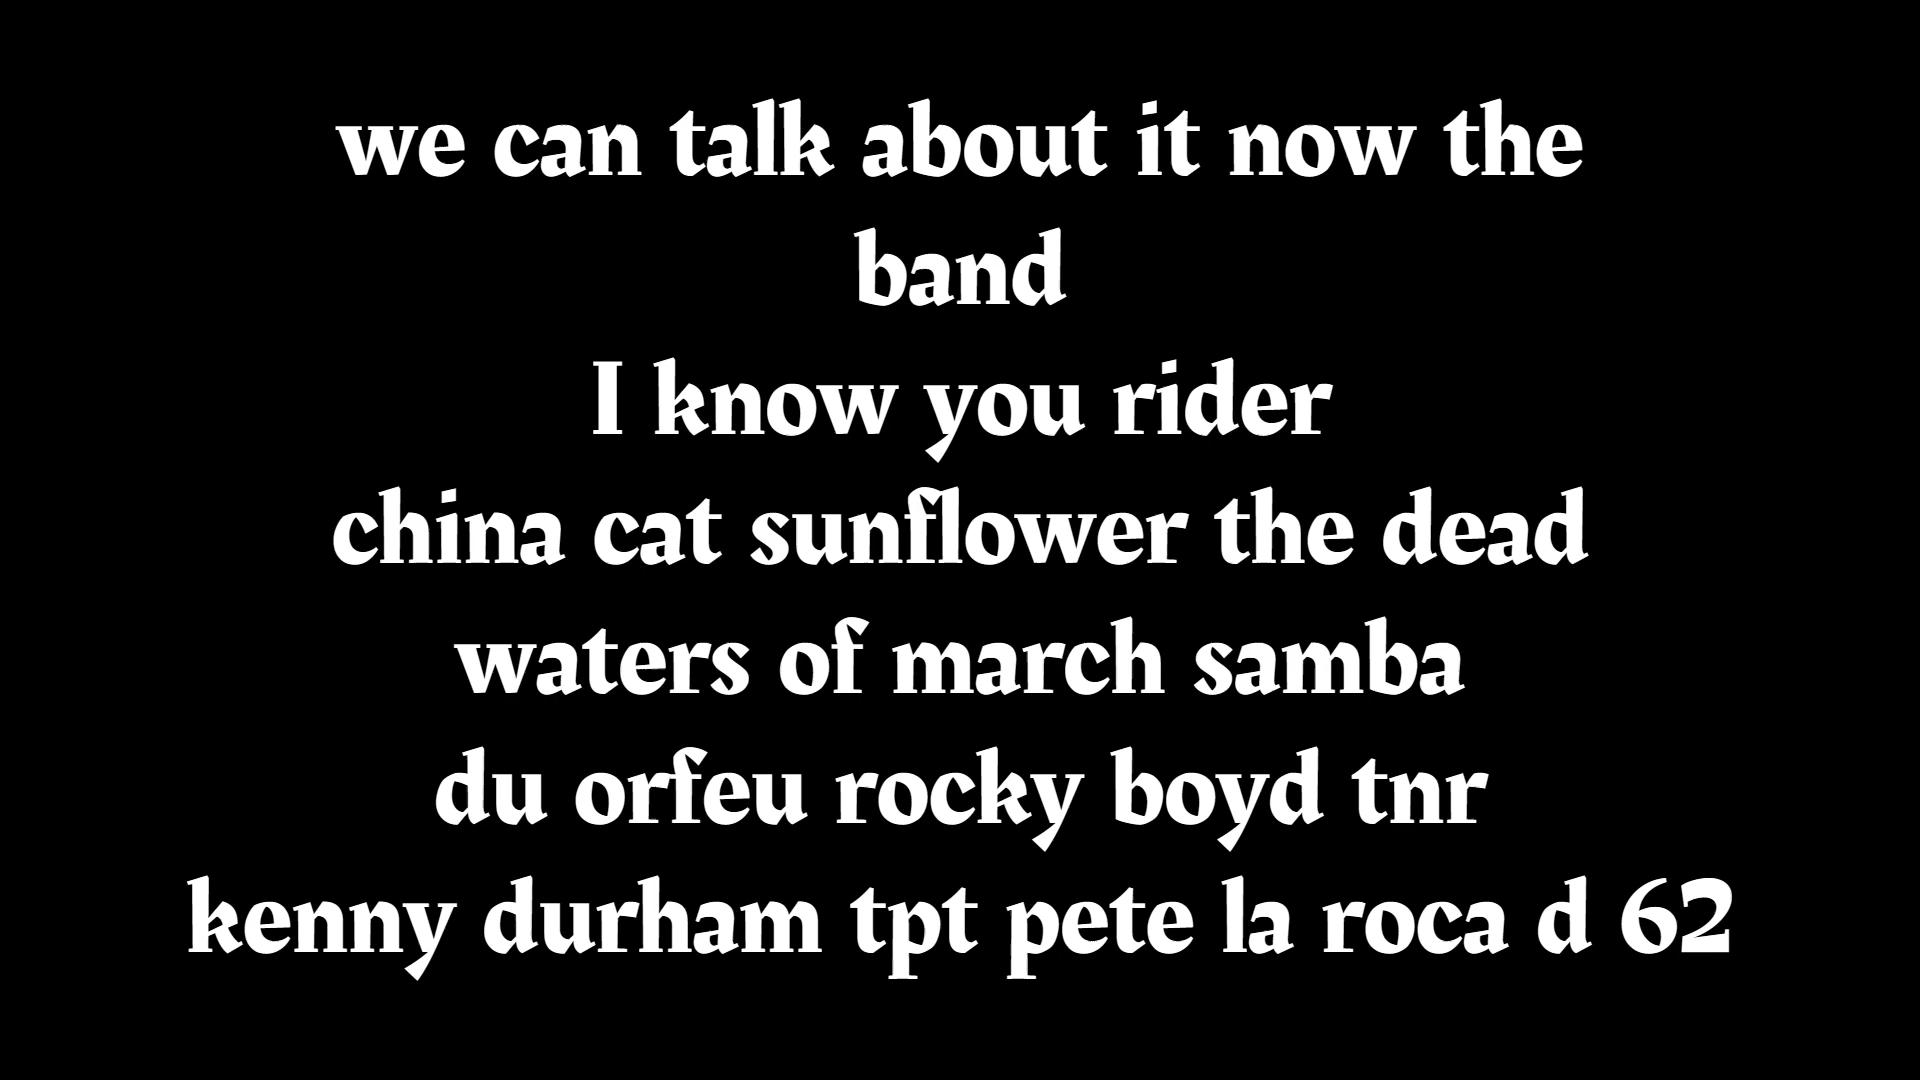 we can talk about it now the
band
I know you rider
china cat sunflower the dead
waters of march samba
du orfeu rocky boyd tnr
kenny durham tpt pete la roca d 62